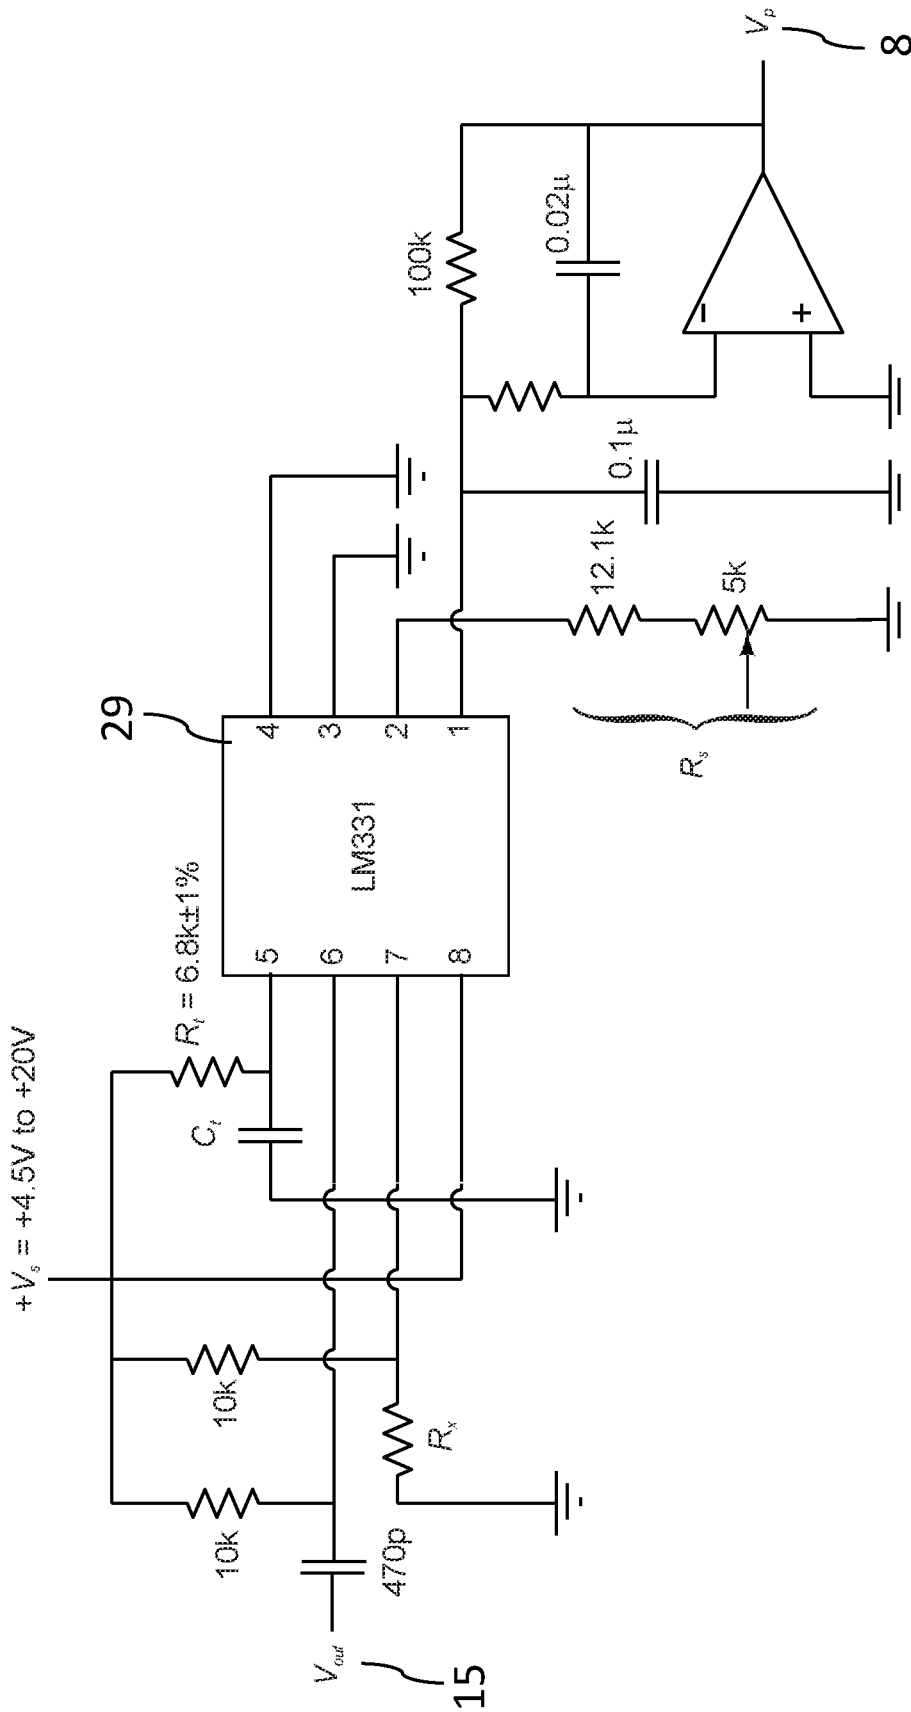 +Vs = +4.5V to +20V
Rt = 6.8k±1%
Ct
10k
10k
Vout
15
470p
Rx
29
LM331
5
6
7
8
4
3
2
1
Rs
12.1k
5k
0.1µ
100k
0.02µ
-
+
Vp
8